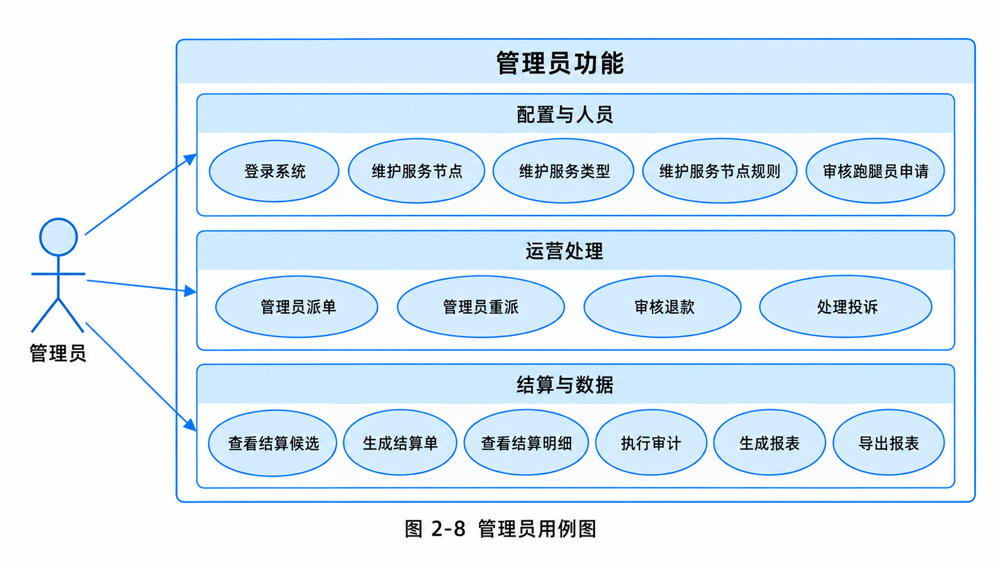 管理员功能
配置与人员
登录系统
维护服务节点
维护服务类型
维护服务节点规则
审核跑腿员申请
运营处理
管理员派单
管理员重派
审核退款
处理投诉
管理员
结算与数据
查看结算候选
生成结算单
查看结算明细
执行审计
生成报表
导出报表
图 2-8 管理员用例图